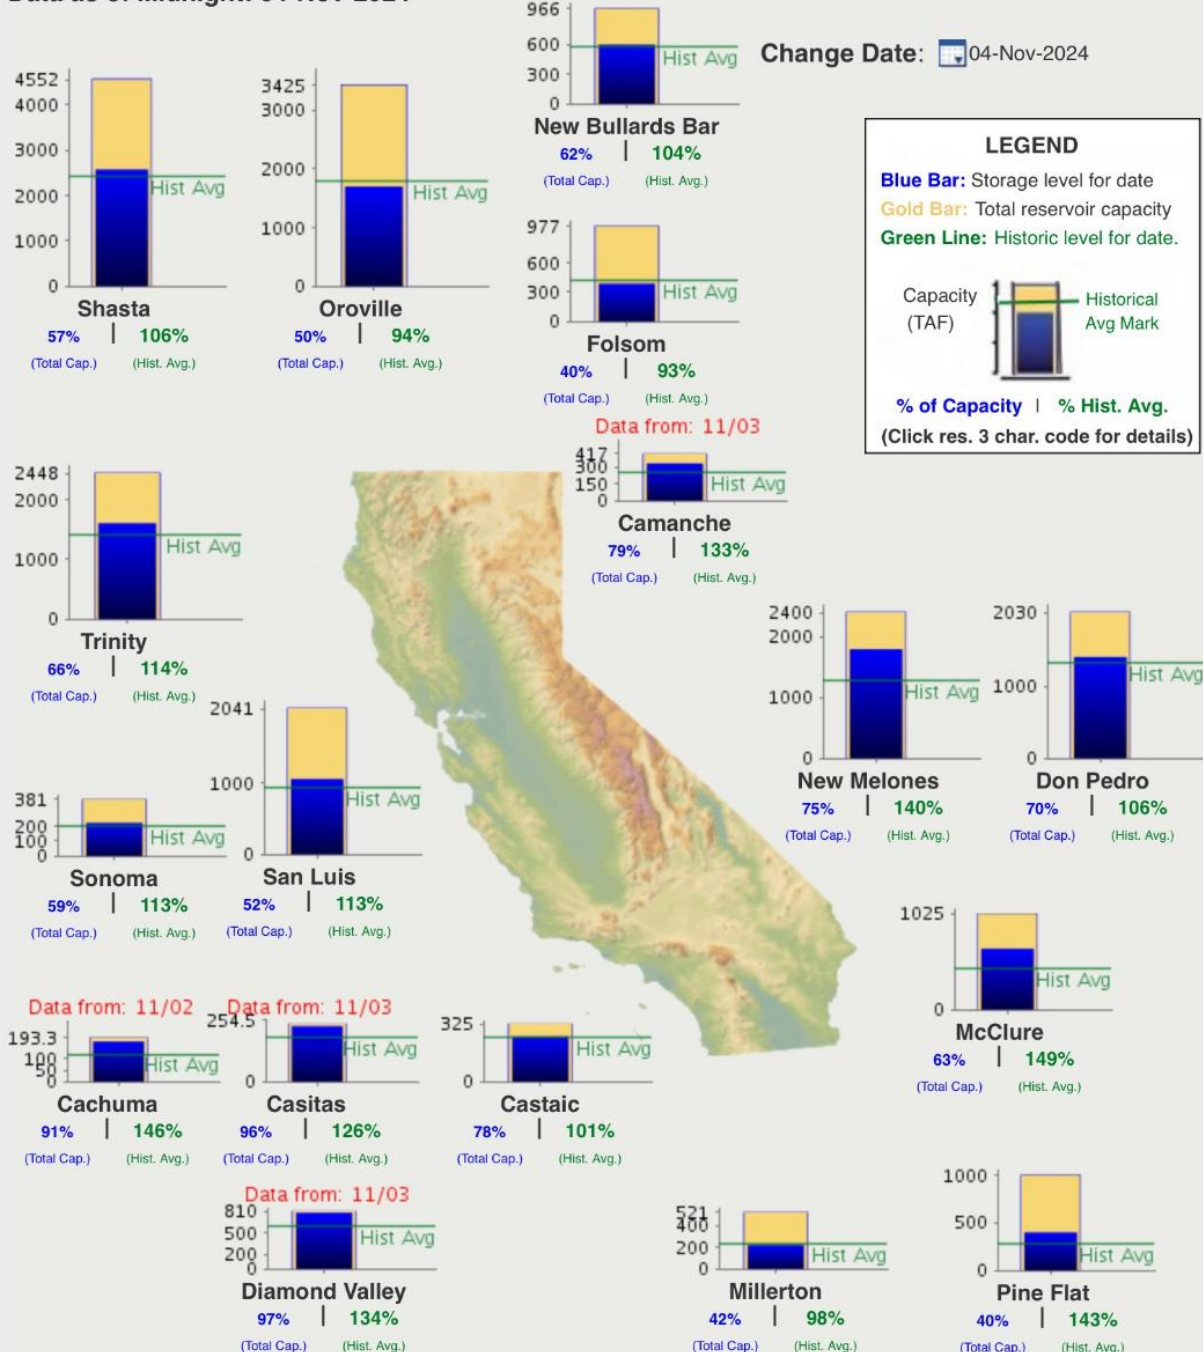 966
600
300
0
Hist Avg
New Bullards Bar
62% | 104%
(Total Cap.) (Hist. Avg.)
Change Date: 04-Nov-2024
LEGEND
Blue Bar: Storage level for date
Gold Bar: Total reservoir capacity
Green Line: Historic level for date.
Capacity
(TAF)
Historical
Avg Mark
% of Capacity | % Hist. Avg.
(Click res. 3 char. code for details)
4552
4000
3000
2000
1000
0
Hist Avg
Shasta
57% | 106%
(Total Cap.) (Hist. Avg.)
3425
3000
2000
1000
0
Hist Avg
Oroville
50% | 94%
(Total Cap.) (Hist. Avg.)
977
600
300
0
Hist Avg
Folsom
40% | 93%
(Total Cap.) (Hist. Avg.)
Data from: 11/03
417
300
150
0
Hist Avg
Camanche
79% | 133%
(Total Cap.) (Hist. Avg.)
2448
2000
1000
0
Hist Avg
Trinity
66% | 114%
(Total Cap.) (Hist. Avg.)
2400
2000
1000
0
Hist Avg
New Melones
75% | 140%
(Total Cap.) (Hist. Avg.)
2030
1000
0
Hist Avg
Don Pedro
70% | 106%
(Total Cap.) (Hist. Avg.)
381
200
100
0
Hist Avg
Sonoma
59% | 113%
(Total Cap.) (Hist. Avg.)
2041
1000
0
Hist Avg
San Luis
52% | 113%
(Total Cap.) (Hist. Avg.)
1025
0
Hist Avg
McClure
63% | 149%
(Total Cap.) (Hist. Avg.)
Data from: 11/02
193.3
100
50
0
Hist Avg
Cachuma
91% | 146%
(Total Cap.) (Hist. Avg.)
Data from: 11/03
254.5
0
Hist Avg
Casitas
96% | 126%
(Total Cap.) (Hist. Avg.)
325
0
Hist Avg
Castaic
78% | 101%
(Total Cap.) (Hist. Avg.)
Data from: 11/03
810
500
200
0
Hist Avg
Diamond Valley
97% | 134%
(Total Cap.) (Hist. Avg.)
521
400
200
0
Hist Avg
Millerton
42% | 98%
(Total Cap.) (Hist. Avg.)
1000
500
0
Hist Avg
Pine Flat
40% | 143%
(Total Cap.) (Hist. Avg.)